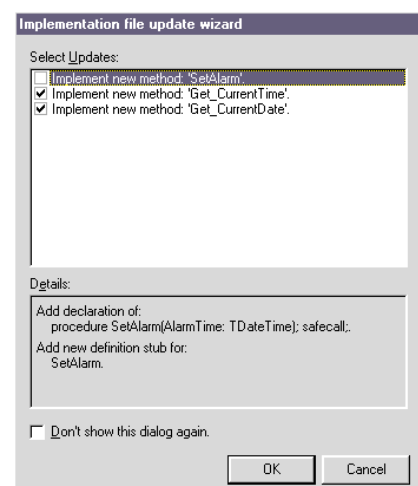 Implementation file update wizard
Select Updates:
Implement new method: 'SetAlarm'.
Implement new method: 'Get_CurrentTime'.
Implement new method: 'Get_CurrentDate'.
Details:
Add declaration of:
procedure SetAlarm(AlarmTime: TDateTime); safecall;.
Add new definition stub for:
SetAlarm.
Don't show this dialog again.
OK
Cancel